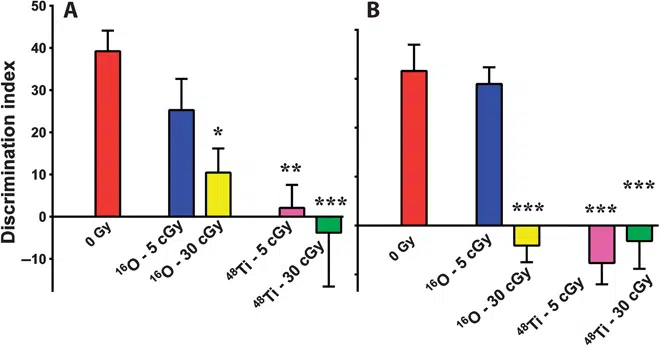 A
B
Discrimination index
50
40
30
20
10
0
−10
*
**
***
***
***
***
0 Gy
¹⁶O - 5 cGy
¹⁶O - 30 cGy
⁴⁸Ti - 5 cGy
⁴⁸Ti - 30 cGy
0 Gy
¹⁶O - 5 cGy
¹⁶O - 30 cGy
⁴⁸Ti - 5 cGy
⁴⁸Ti - 30 cGy